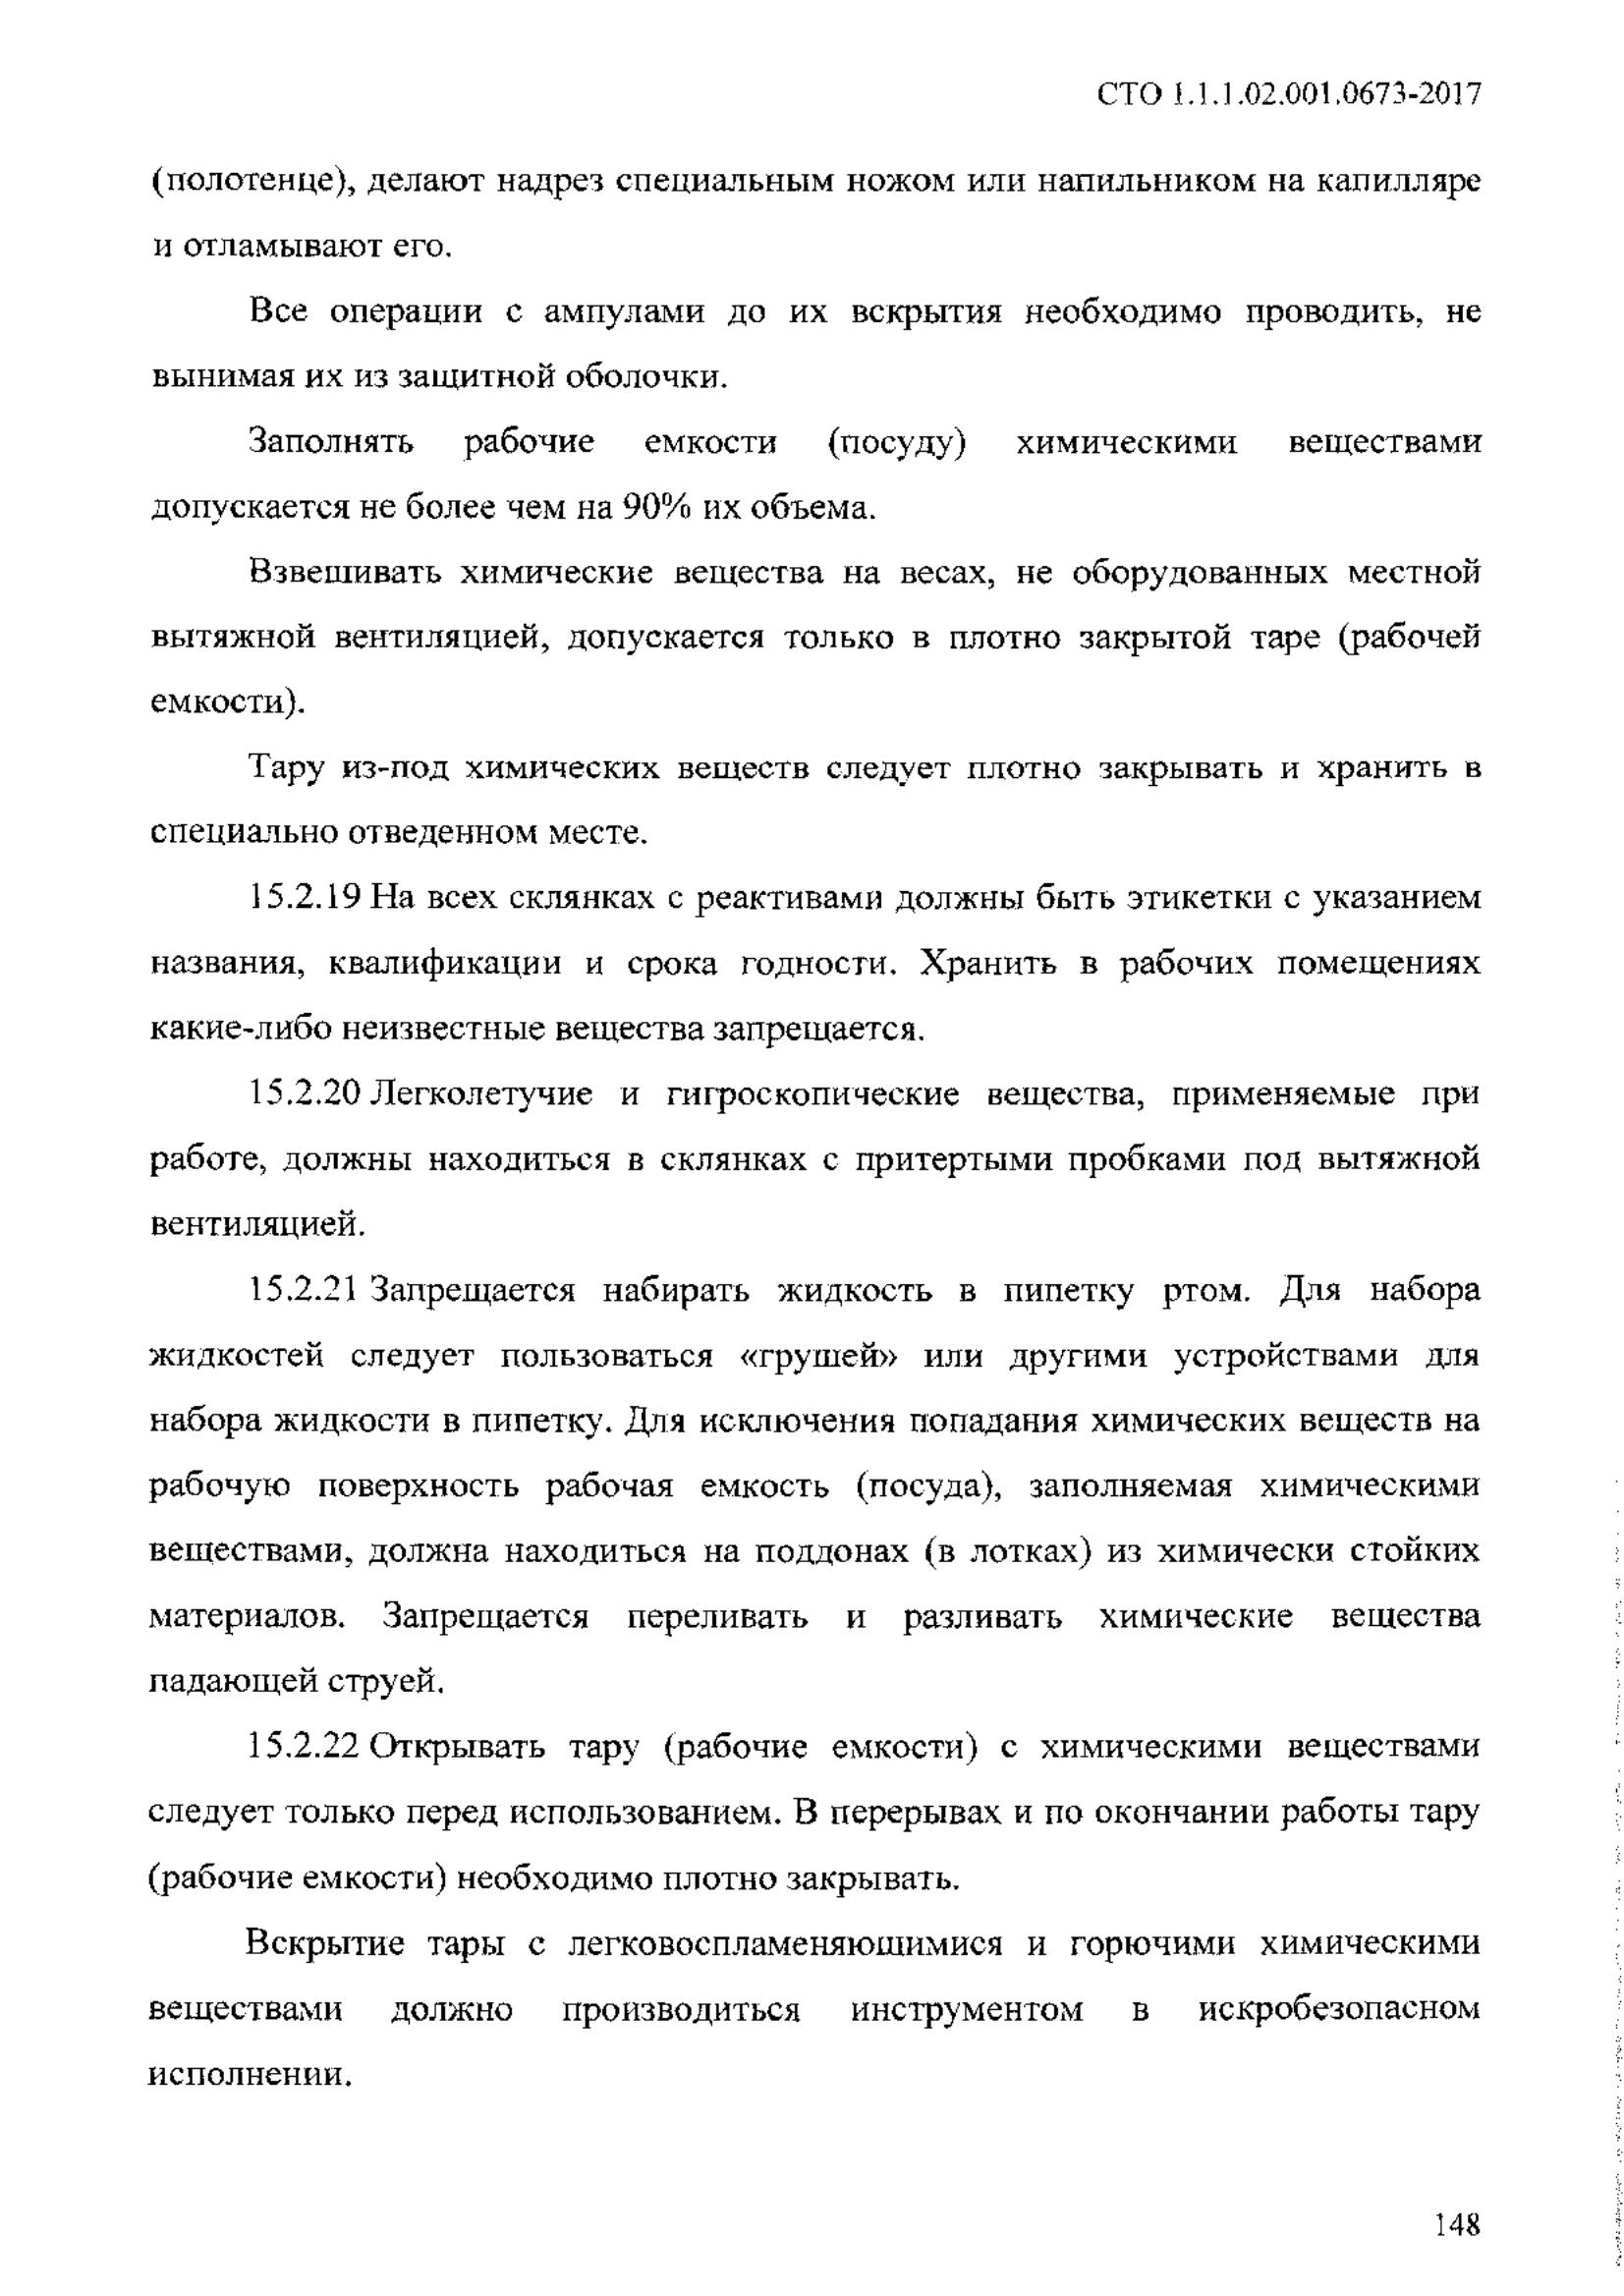 СТО 1.1.1.02.001.0673-2017
(полотенце), делают надрез специальным ножом или напильником на капилляре
и отламывают его.
Все операции с ампулами до их вскрытия необходимо проводить, не
вынимая их из защитной оболочки.
Заполнять рабочие емкости (посуду) химическими веществами
допускается не более чем на 90% их объема.
Взвешивать химические вещества на весах, не оборудованных местной
вытяжной вентиляцией, допускается только в плотно закрытой таре (рабочей
емкости).
Тару из-под химических веществ следует плотно закрывать и хранить в
специально отведенном месте.
15.2.19 На всех склянках с реактивами должны быть этикетки с указанием
названия, квалификации и срока годности. Хранить в рабочих помещениях
какие-либо неизвестные вещества запрещается.
15.2.20 Легколетучие и гигроскопические вещества, применяемые при
работе, должны находиться в склянках с притертыми пробками под вытяжной
вентиляцией.
15.2.21 Запрещается набирать жидкость в пипетку ртом. Для набора
жидкостей следует пользоваться «грушей» или другими устройствами для
набора жидкости в пипетку. Для исключения попадания химических веществ на
рабочую поверхность рабочая емкость (посуда), заполняемая химическими
веществами, должна находиться на поддонах (в лотках) из химически стойких
материалов. Запрещается переливать и разливать химические вещества
падающей струей.
15.2.22 Открывать тару (рабочие емкости) с химическими веществами
следует только перед использованием. В перерывах и по окончании работы тару
(рабочие емкости) необходимо плотно закрывать.
Вскрытие тары с легковоспламеняющимися и горючими химическими
веществами должно производиться инструментом в искробезопасном
исполнении.
148